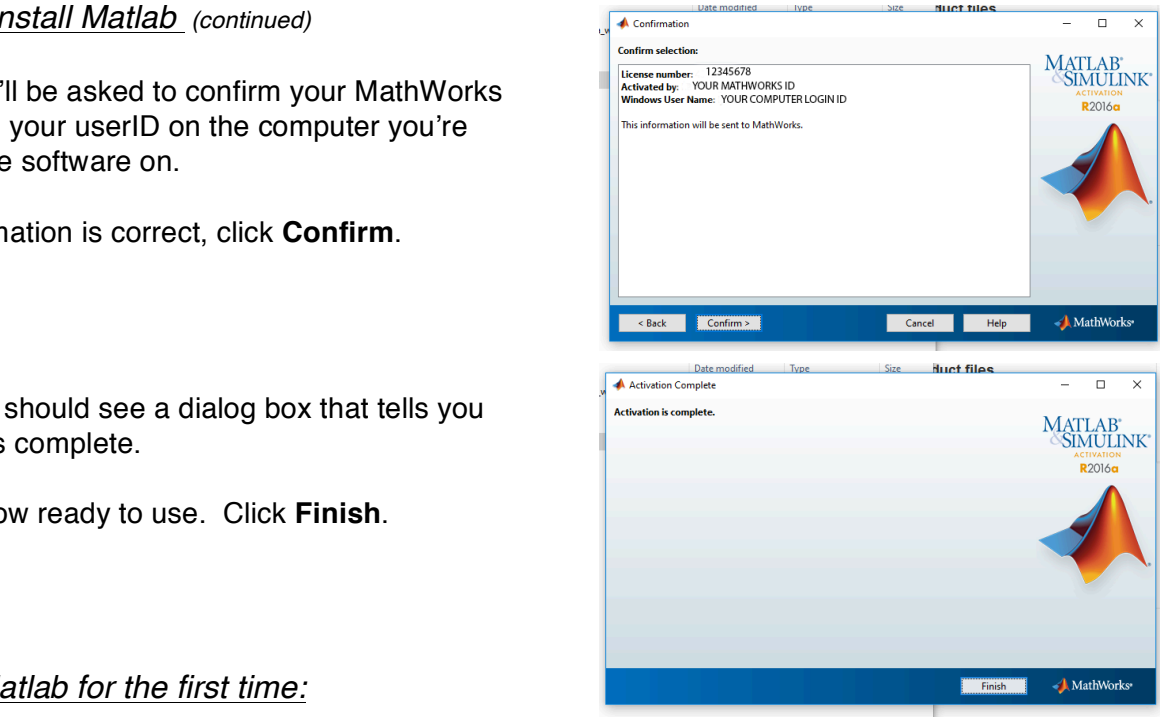 nstall Matlab (continued)
'll be asked to confirm your MathWorks
your userID on the computer you're
e software on.
nation is correct, click Confirm.
should see a dialog box that tells you
s complete.
ow ready to use. Click Finish.
atlab for the first time:
Date modified Type Size duct files
Confirmation
Confirm selection:
License number: 12345678
Activated by: YOUR MATHWORKS ID
Windows User Name: YOUR COMPUTER LOGIN ID
This information will be sent to MathWorks.
MATLAB®
&SIMULINK®
ACTIVATION
R2016a
< Back Confirm > Cancel Help MathWorks®
Date modified Type Size duct files
Activation Complete
Activation is complete.
MATLAB®
&SIMULINK®
ACTIVATION
R2016a
Finish MathWorks®